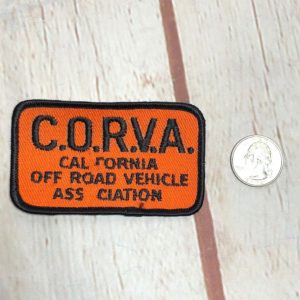 C.O.R.V.A.
CAL FORNIA
OFF ROAD VEHICLE
ASS CIATION